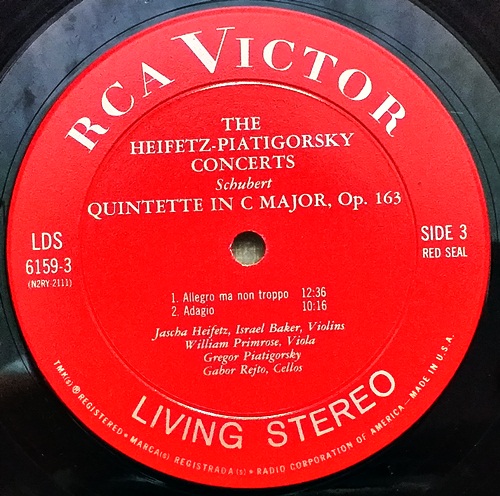 RCA VICTOR
THE
HEIFETZ-PIATIGORSKY
CONCERTS
Schubert
QUINTETTE IN C MAJOR, Op. 163
LDS
6159-3
(N2RY-2111)
SIDE 3
RED SEAL
1. Allegro ma non troppo 12:36
2. Adagio 10:16
Jascha Heifetz, Israel Baker, Violins
William Primrose, Viola
Gregor Piatigorsky
Gabor Rejto, Cellos
LIVING STEREO
TMK(s) ® REGISTERED • MARCA(s) REGISTRADA(s) • RADIO CORPORATION OF AMERICA—MADE IN U.S.A.